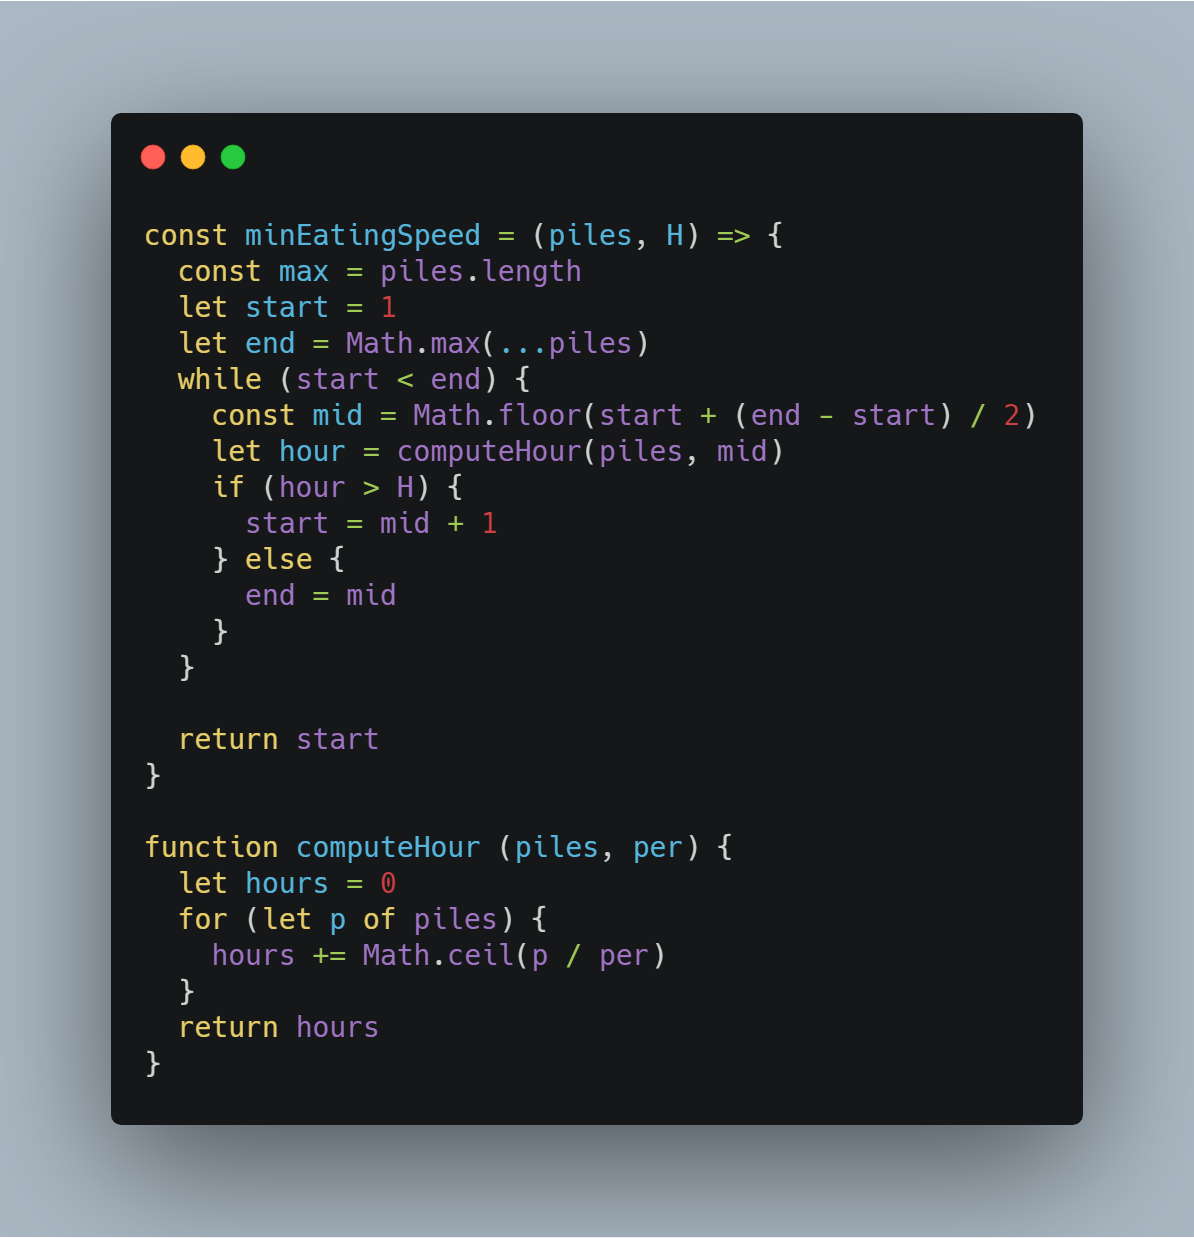 const minEatingSpeed = (piles, H) => {
  const max = piles.length
  let start = 1
  let end = Math.max(...piles)
  while (start < end) {
    const mid = Math.floor(start + (end - start) / 2)
    let hour = computeHour(piles, mid)
    if (hour > H) {
      start = mid + 1
    } else {
      end = mid
    }
  }

  return start
}

function computeHour (piles, per) {
  let hours = 0
  for (let p of piles) {
    hours += Math.ceil(p / per)
  }
  return hours
}